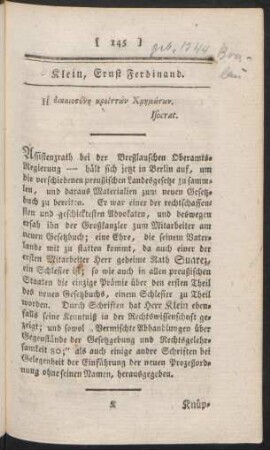 [ 145 ]
geb. 1744
Klein, Ernst Ferdinand.
Η δικαιοσύνη κρειττὼν Χρημάτων.
Isocrat.
Assistenzrath bei der Breßlauschen Oberamts-
Regierung — hält sich jetzt in Berlin auf, um
die verschiedenen preußischen Landesgesetze zu samm-
len, und daraus Materialien zum neuen Gesetz-
buch zu bereiten. Er war einer der rechtschaffen-
sten und geschicktesten Advokaten, und deswegen
ersah ihn der Großkanzler zum Mitarbeiter am
neuen Gesetzbuch; eine Ehre, die seinem Vater-
lande mit zu statten kommt, da auch einer der
ersten Mitarbeiter Herr geheime Rath Suarez,
ein Schlesier ist; so wie auch in allen preußischen
Staaten die einzige Prämie über den ersten Theil
des neuen Gesetzbuchs, einem Schlesier zu Theil
worden. Durch Schriften hat Herr Klein eben-
falls seine Kenntniß in der Rechtswissenschaft ge-
zeigt; und sowol „Vermischte Abhandlungen über
Gegenstände der Gesetzgebung und Rechtsgelehr-
samkeit 80;" als auch einige andre Schriften bei
Gelegenheit der Einführung der neuen Prozeßord-
nung ohne seinen Namen, herausgegeben.
K
Knüp-